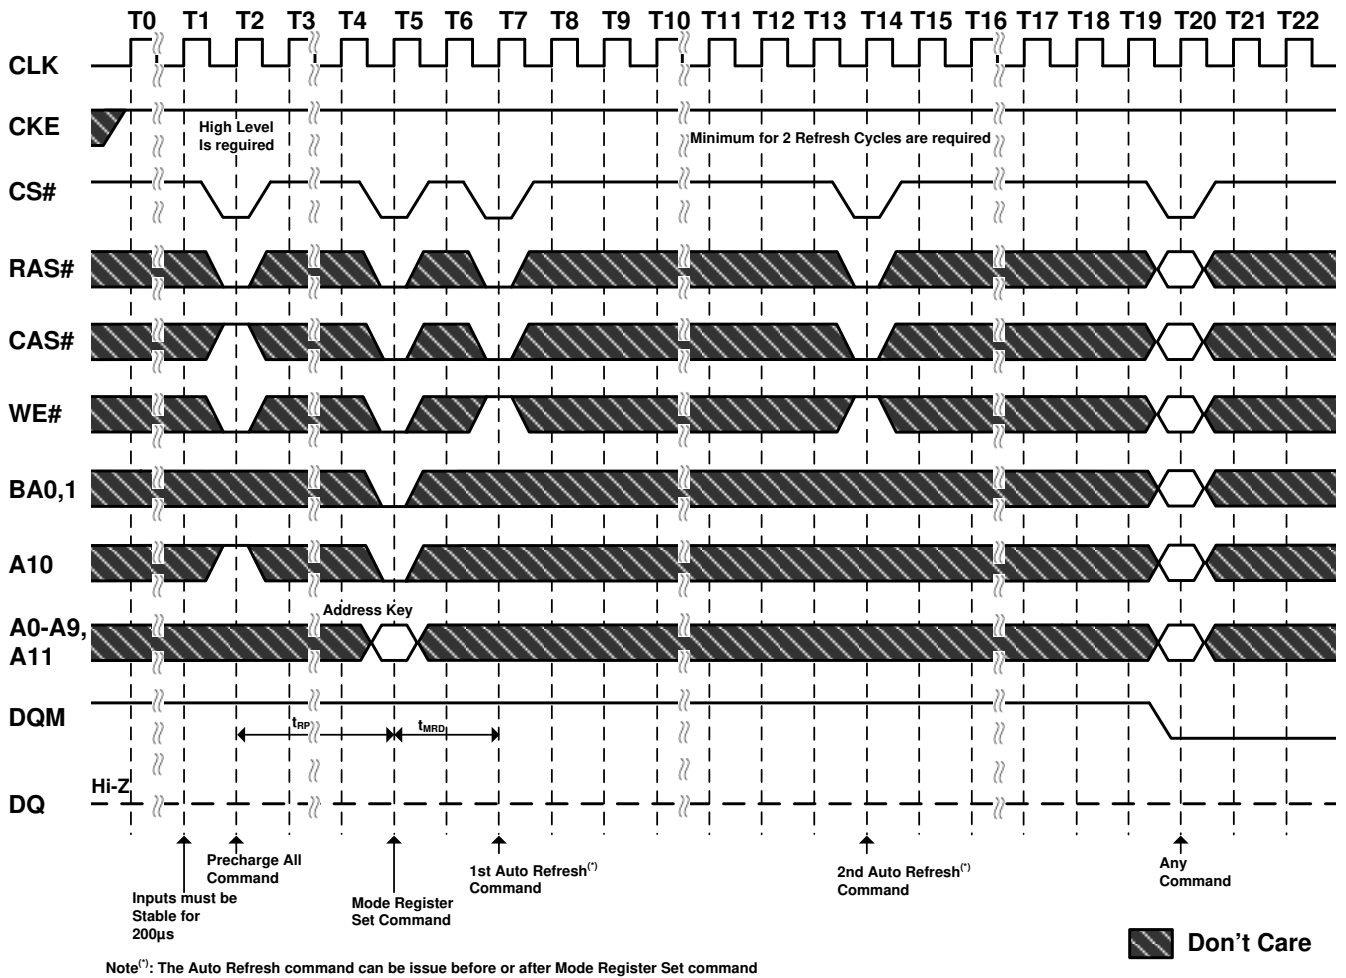 T0 T1 T2 T3 T4 T5 T6 T7 T8 T9 T10 T11 T12 T13 T14 T15 T16 T17 T18 T19 T20 T21 T22
CLK
CKE
High Level
Is reguired
Minimum for 2 Refresh Cycles are required
CS#
RAS#
CAS#
WE#
BA0,1
A10
Address Key
A0-A9,
A11
DQM
tRP
tMRD
Hi-Z
DQ
Inputs must be
Stable for
200µs
Precharge All
Command
Mode Register
Set Command
1st Auto Refresh(*)
Command
2nd Auto Refresh(*)
Command
Any
Command
Don't Care
Note(*): The Auto Refresh command can be issue before or after Mode Register Set command